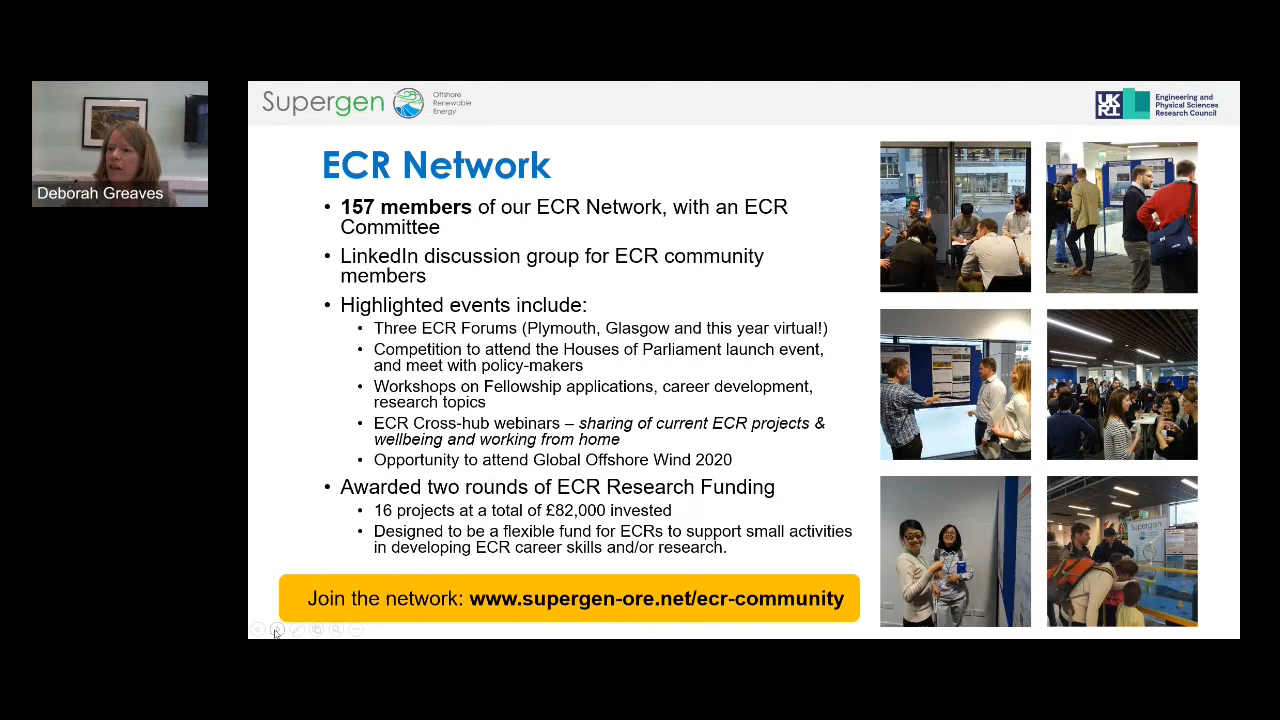 Deborah Greaves
Supergen
Offshore
Renewable
Energy
UKRI
Engineering and
Physical Sciences
Research Council
ECR Network
• 157 members of our ECR Network, with an ECR
Committee
• LinkedIn discussion group for ECR community
members
• Highlighted events include:
• Three ECR Forums (Plymouth, Glasgow and this year virtual!)
• Competition to attend the Houses of Parliament launch event,
and meet with policy-makers
• Workshops on Fellowship applications, career development,
research topics
• ECR Cross-hub webinars – sharing of current ECR projects &
wellbeing and working from home
• Opportunity to attend Global Offshore Wind 2020
• Awarded two rounds of ECR Research Funding
• 16 projects at a total of £82,000 invested
• Designed to be a flexible fund for ECRs to support small activities
in developing ECR career skills and/or research.
Join the network: www.supergen-ore.net/ecr-community
Supergen